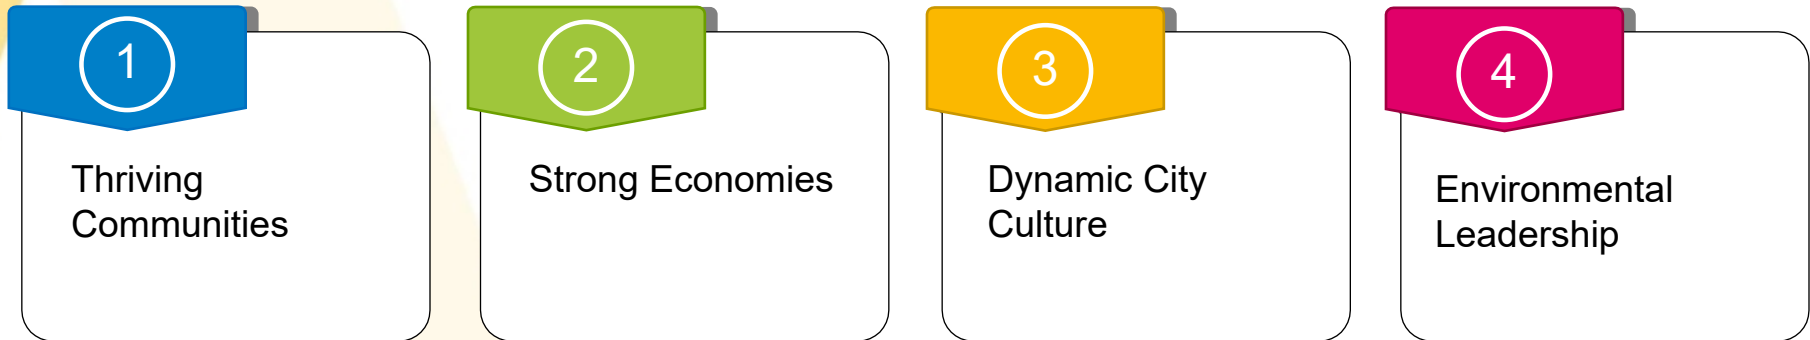 1
Thriving
Communities
2
Strong Economies
3
Dynamic City
Culture
4
Environmental
Leadership